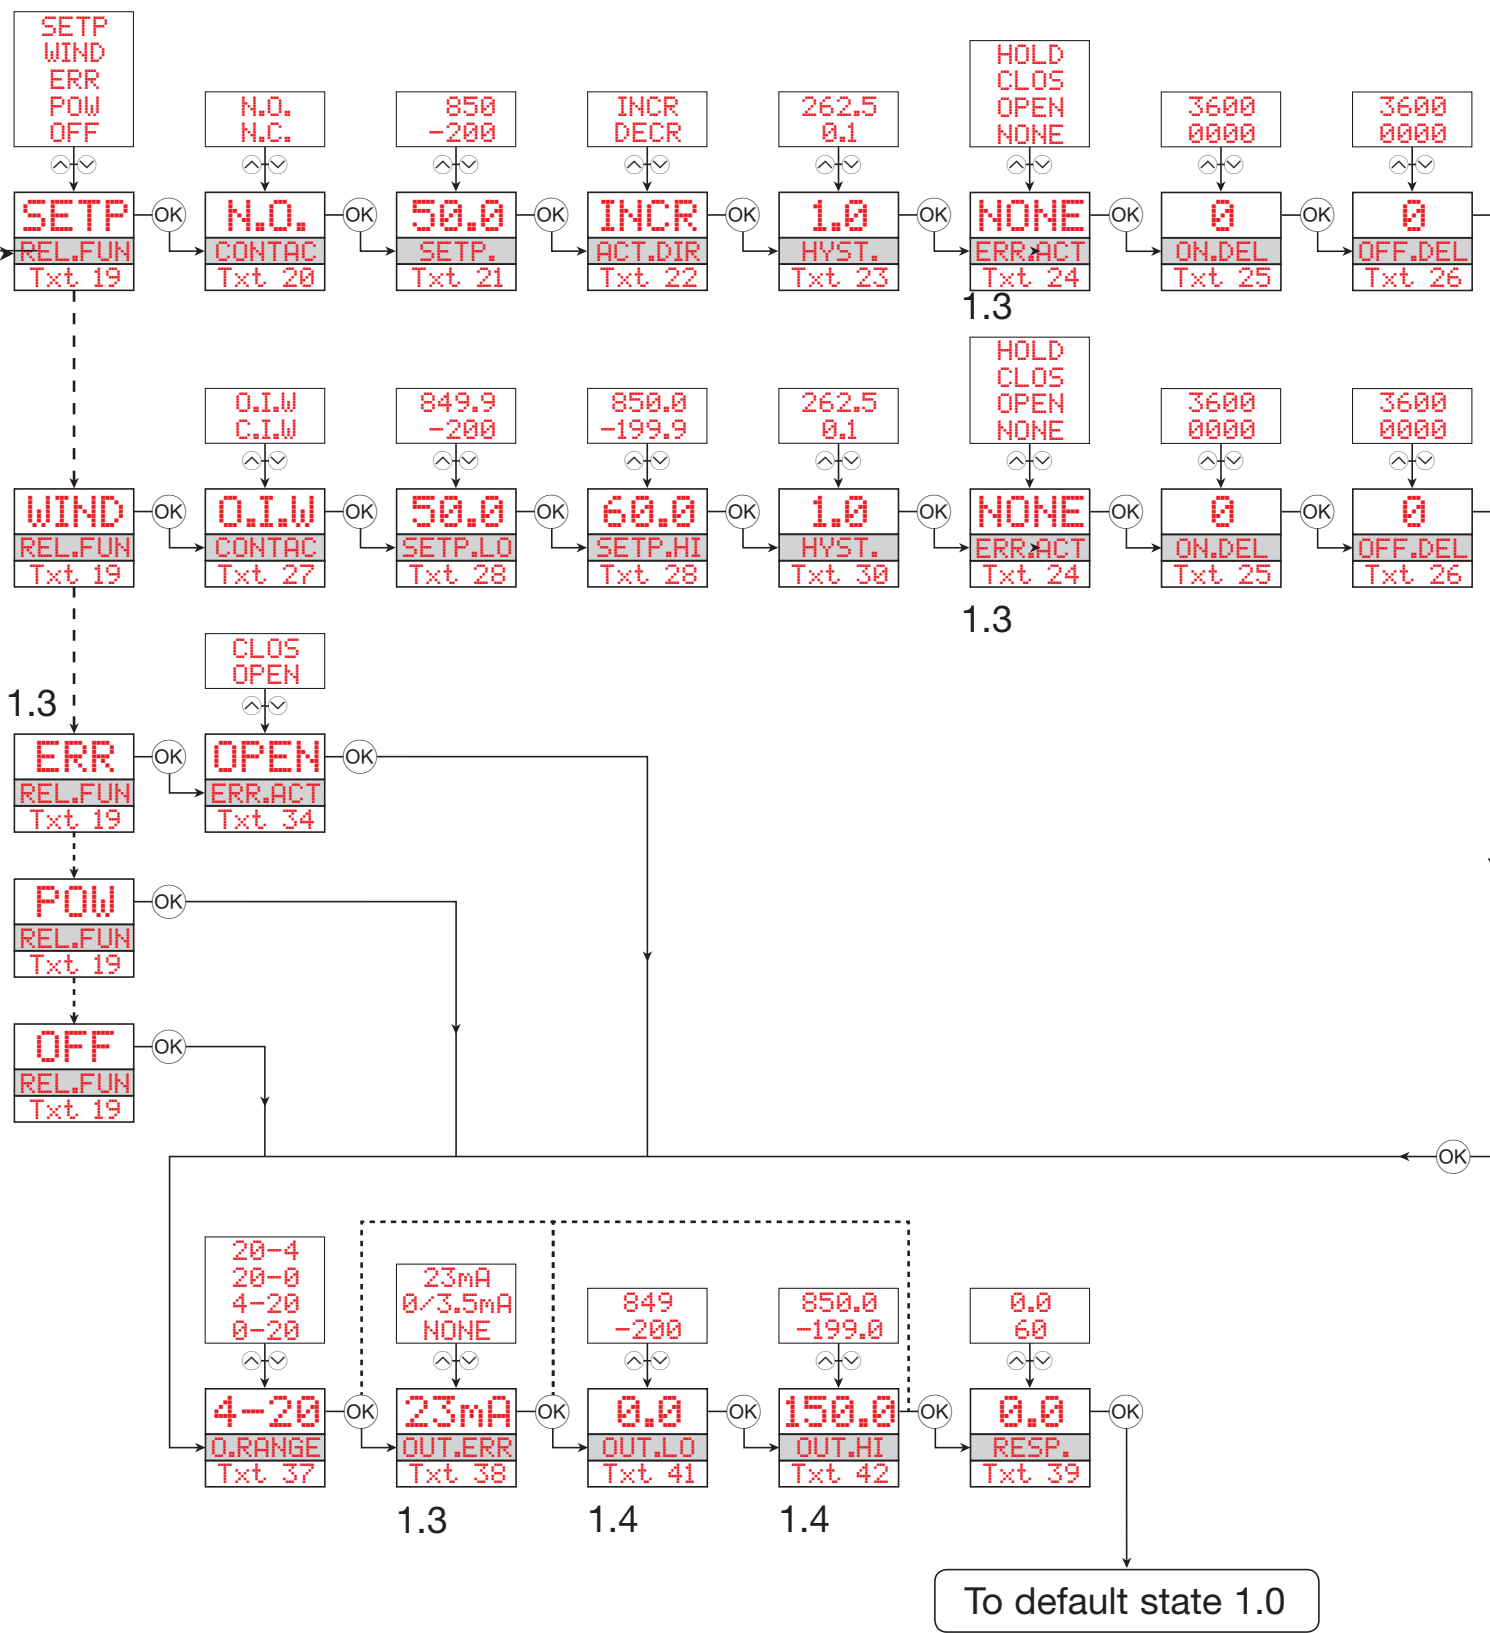 SETP
WIND
ERR
POW
OFF
N.O.
N.C.
850
-200
INCR
DECR
262.5
0.1
HOLD
CLOS
OPEN
NONE
3600
0000
3600
0000
SETP
REL.FUN
Txt 19
OK
N.O.
CONTAC
Txt 20
OK
50.0
SETP.
Txt 21
OK
INCR
ACT.DIR
Txt 22
OK
1.0
HYST.
Txt 23
OK
NONE
ERR.ACT
Txt 24
OK
0
ON.DEL
Txt 25
OK
0
OFF.DEL
Txt 26
1.3
O.I.W
C.I.W
849.9
-200
850.0
-199.9
262.5
0.1
HOLD
CLOS
OPEN
NONE
3600
0000
3600
0000
WIND
REL.FUN
Txt 19
OK
O.I.W
CONTAC
Txt 27
OK
50.0
SETP.LO
Txt 28
OK
60.0
SETP.HI
Txt 28
OK
1.0
HYST.
Txt 30
OK
NONE
ERR.ACT
Txt 24
OK
0
ON.DEL
Txt 25
OK
0
OFF.DEL
Txt 26
1.3
CLOS
OPEN
1.3
ERR
REL.FUN
Txt 19
OK
OPEN
ERR.ACT
Txt 34
OK
POW
REL.FUN
Txt 19
OK
OFF
REL.FUN
Txt 19
OK
OK
20-4
20-0
4-20
0-20
23mA
0/3.5mA
NONE
849
-200
850.0
-199.0
0.0
60
4-20
O.RANGE
Txt 37
OK
23mA
OUT.ERR
Txt 38
OK
0.0
OUT.LO
Txt 41
OK
150.0
OUT.HI
Txt 42
OK
0.0
RESP.
Txt 39
OK
1.3
1.4
1.4
To default state 1.0